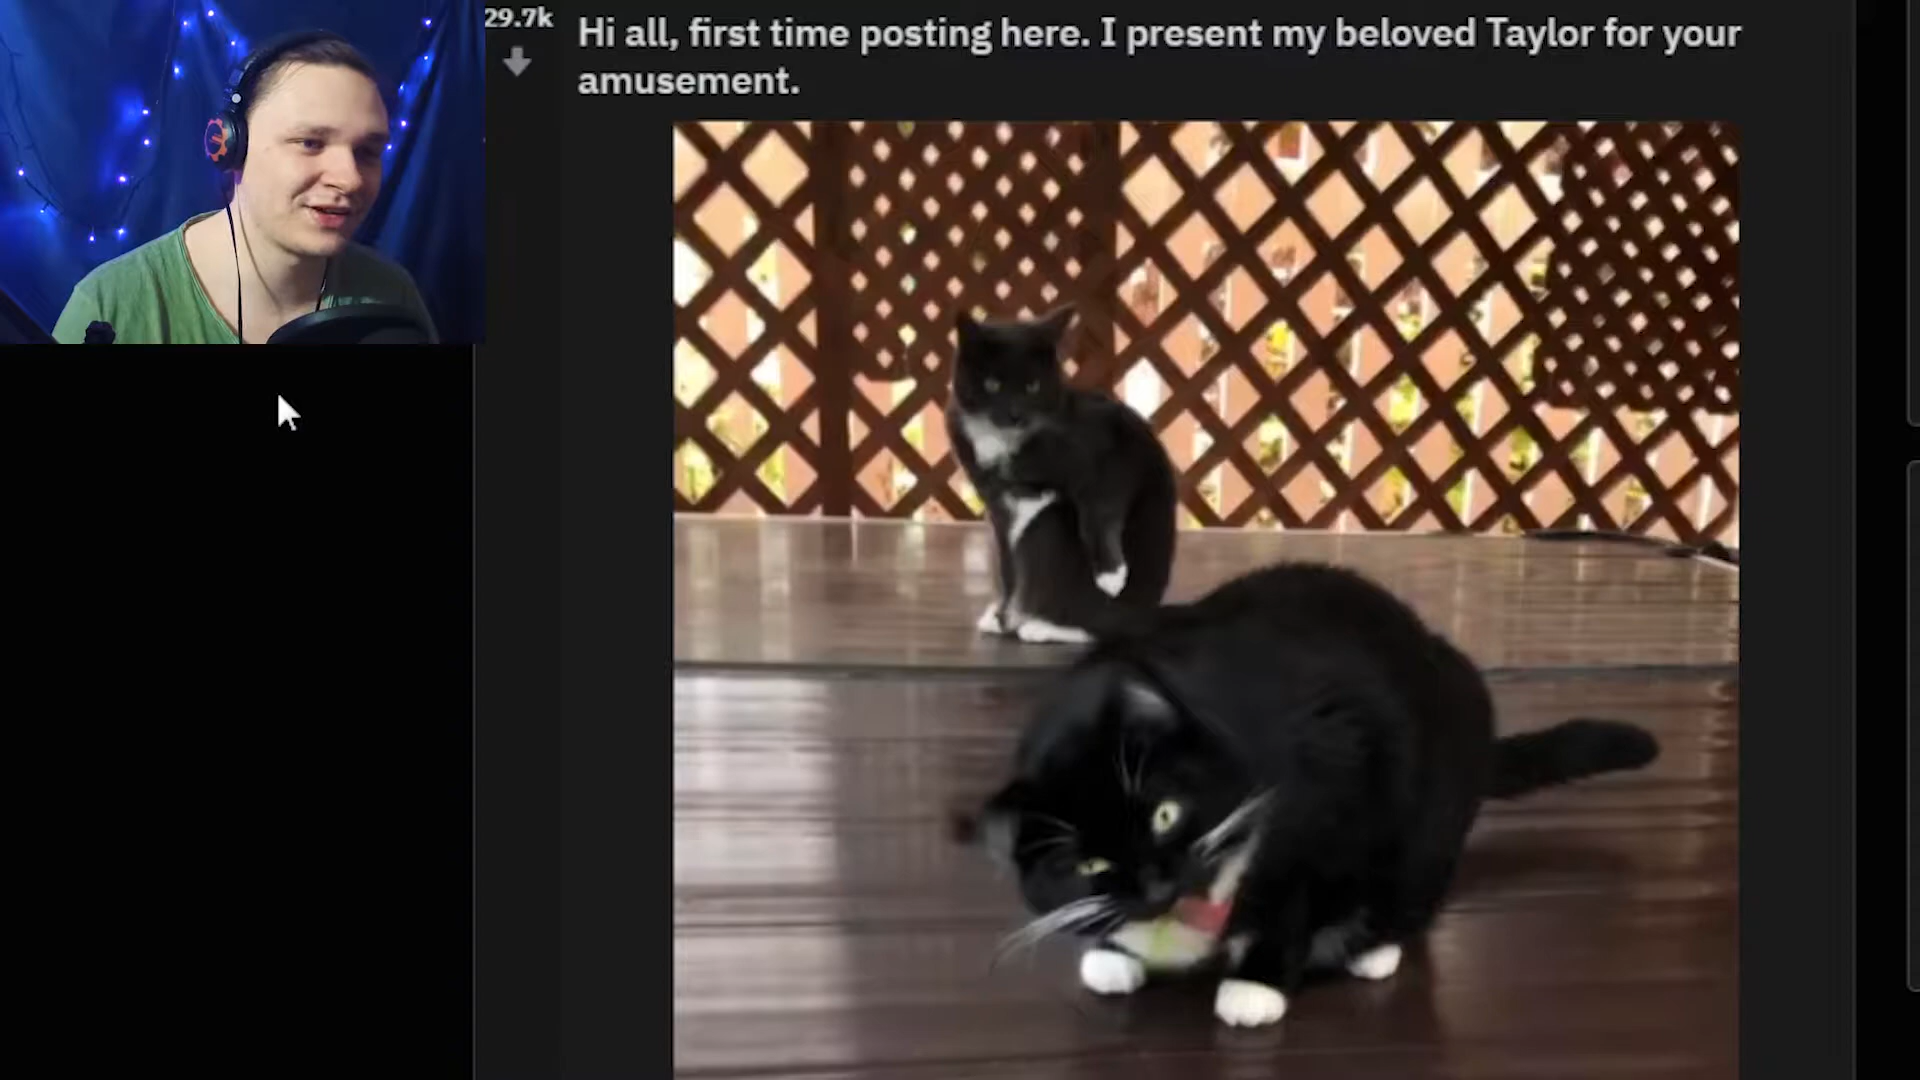 29.7k
Hi all, first time posting here. I present my beloved Taylor for your
amusement.